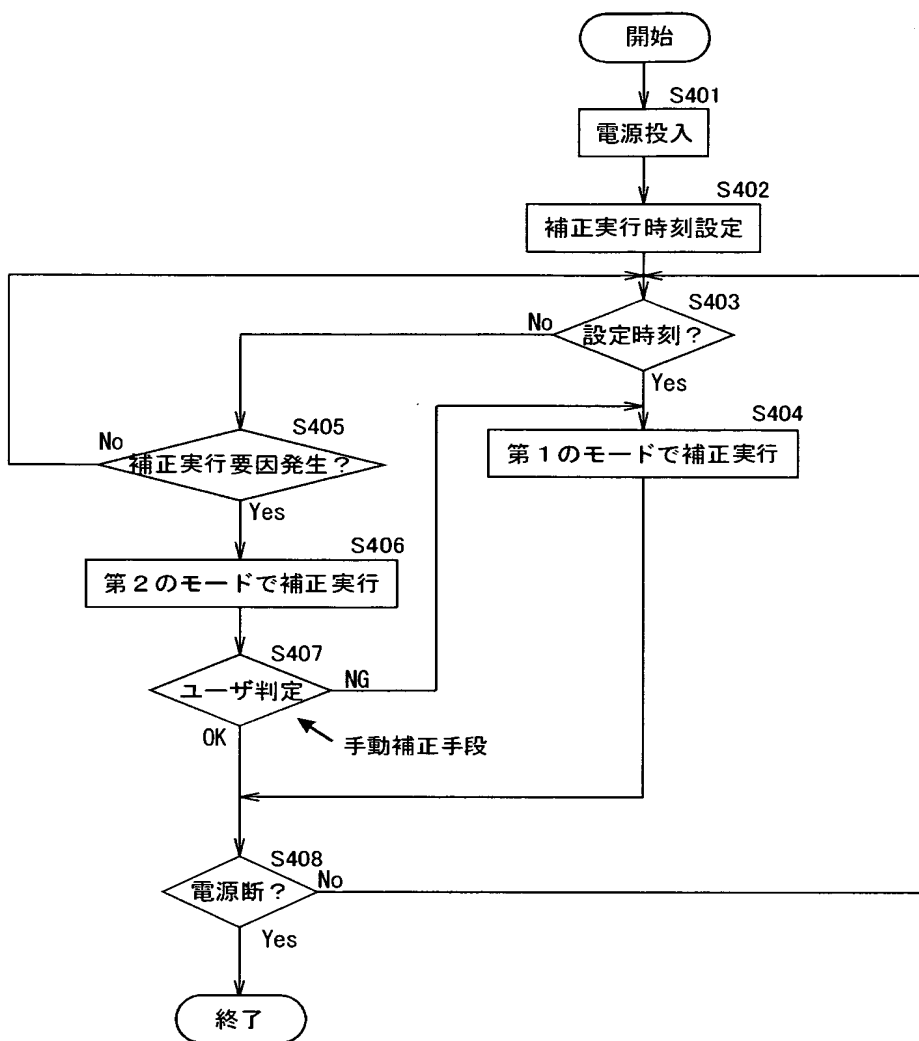 開始
S401
電源投入
S402
補正実行時刻設定
S403
設定時刻?
No
Yes
S404
第1のモードで補正実行
S405
補正実行要因発生?
No
Yes
S406
第2のモードで補正実行
S407
ユーザ判定
NG
OK
手動補正手段
S408
電源断?
No
Yes
終了